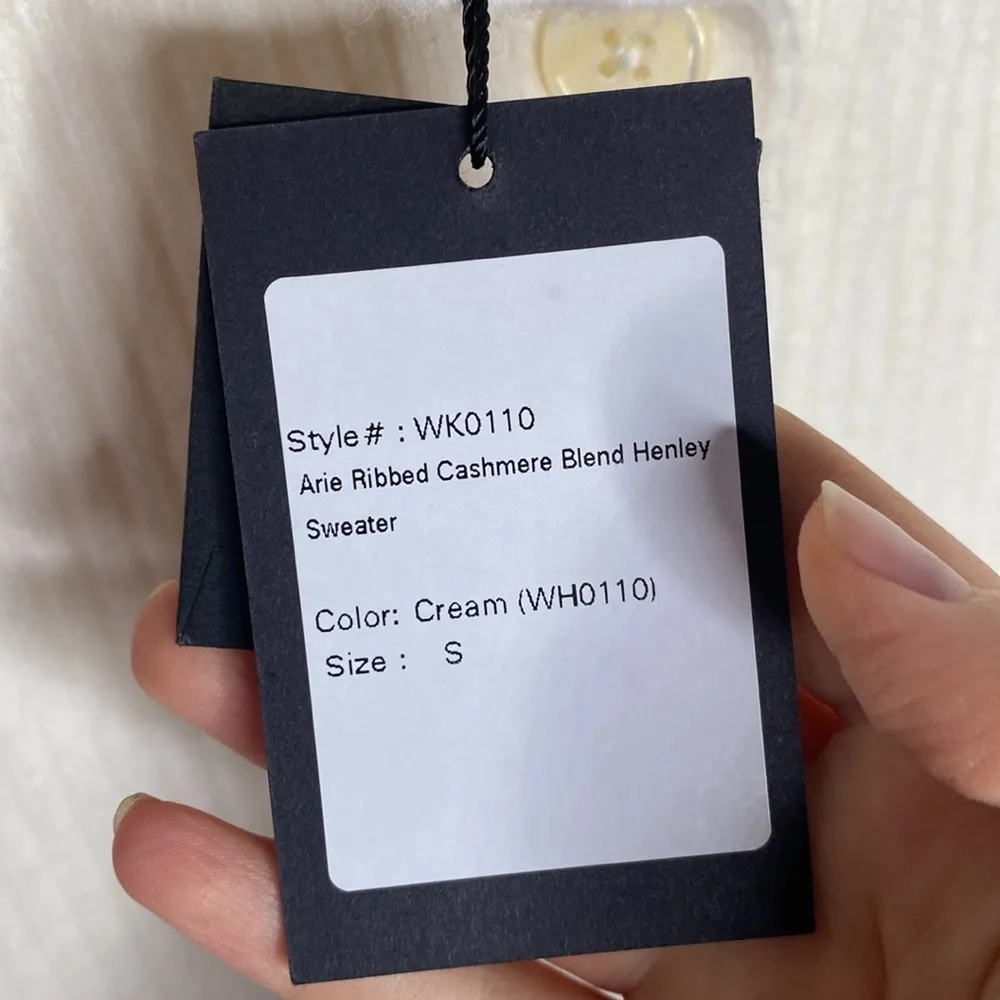 Style# : WK0110
Arie Ribbed Cashmere Blend Henley
Sweater
Color: Cream (WH0110)
Size : S